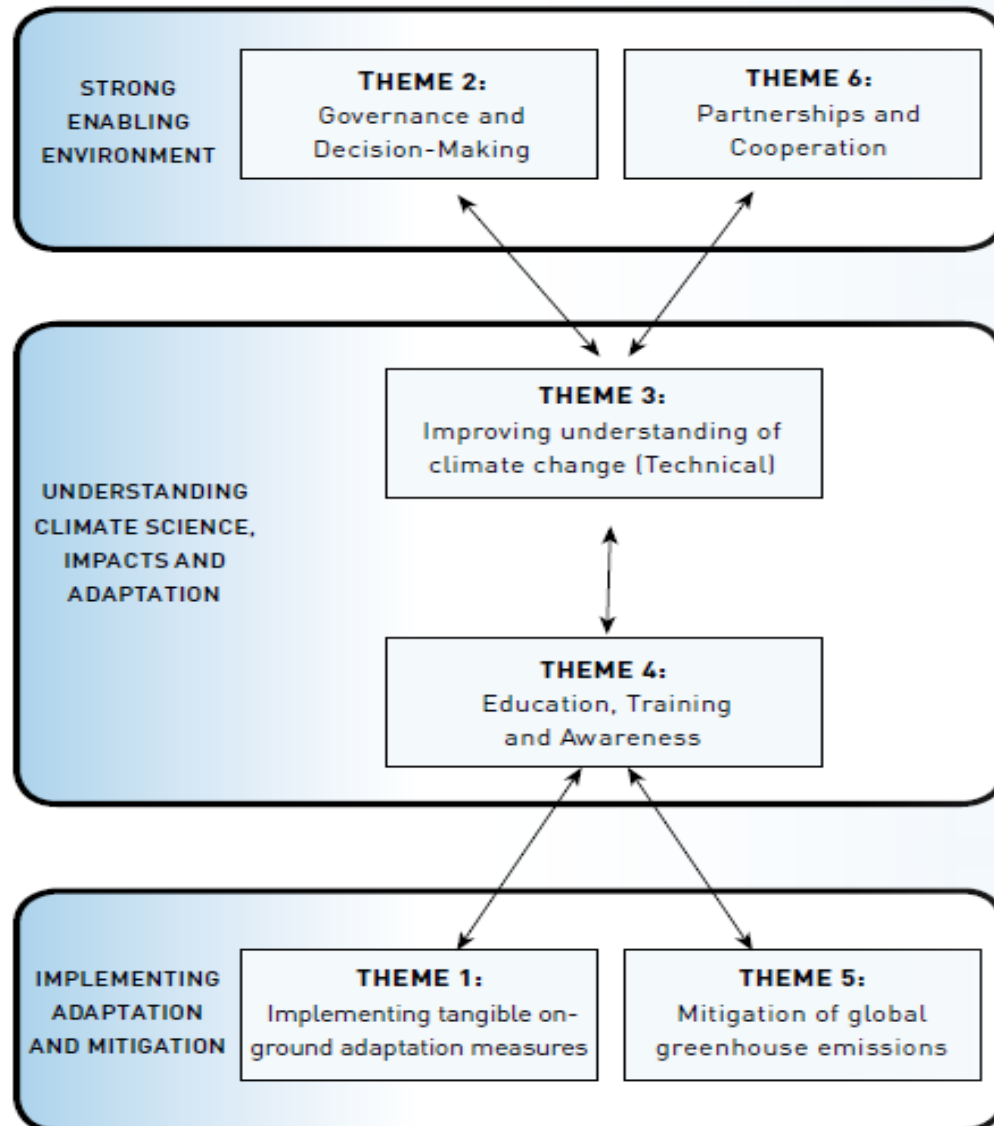 STRONG
ENABLING
ENVIRONMENT
THEME 2:
Governance and
Decision-Making
THEME 6:
Partnerships and
Cooperation
UNDERSTANDING
CLIMATE SCIENCE,
IMPACTS AND
ADAPTATION
THEME 3:
Improving understanding of
climate change (Technical)
THEME 4:
Education, Training
and Awareness
IMPLEMENTING
ADAPTATION
AND MITIGATION
THEME 1:
Implementing tangible on-
ground adaptation measures
THEME 5:
Mitigation of global
greenhouse emissions